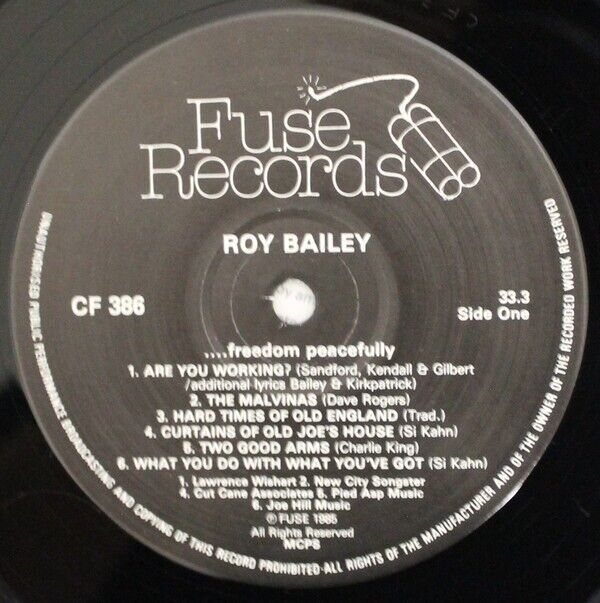 Fuse
Records
ROY BAILEY
CF 386
33.3
Side One
....freedom peacefully
1. ARE YOU WORKING? (Sandford, Kendall & Gilbert
/additional lyrics Bailey & Kirkpatrick)
2. THE MALVINAS (Dave Rogers)
3. HARD TIMES OF OLD ENGLAND (Trad.)
4. CURTAINS OF OLD JOE'S HOUSE (Si Kahn)
5. TWO GOOD ARMS (Charlie King)
6. WHAT YOU DO WITH WHAT YOU'VE GOT (Si Kahn)
1. Lawrence Wishart 2. New City Songster
4. Cut Cane Associates 5. Pied Asp Music
6. Joe Hill Music
℗ FUSE 1985
All Rights Reserved
MCPS
UNAUTHORISED PUBLIC PERFORMANCE BROADCASTING AND COPYING OF THIS RECORD PROHIBITED·ALL RIGHTS OF THE MANUFACTURER AND OF THE OWNER OF THE RECORDED WORK RESERVED